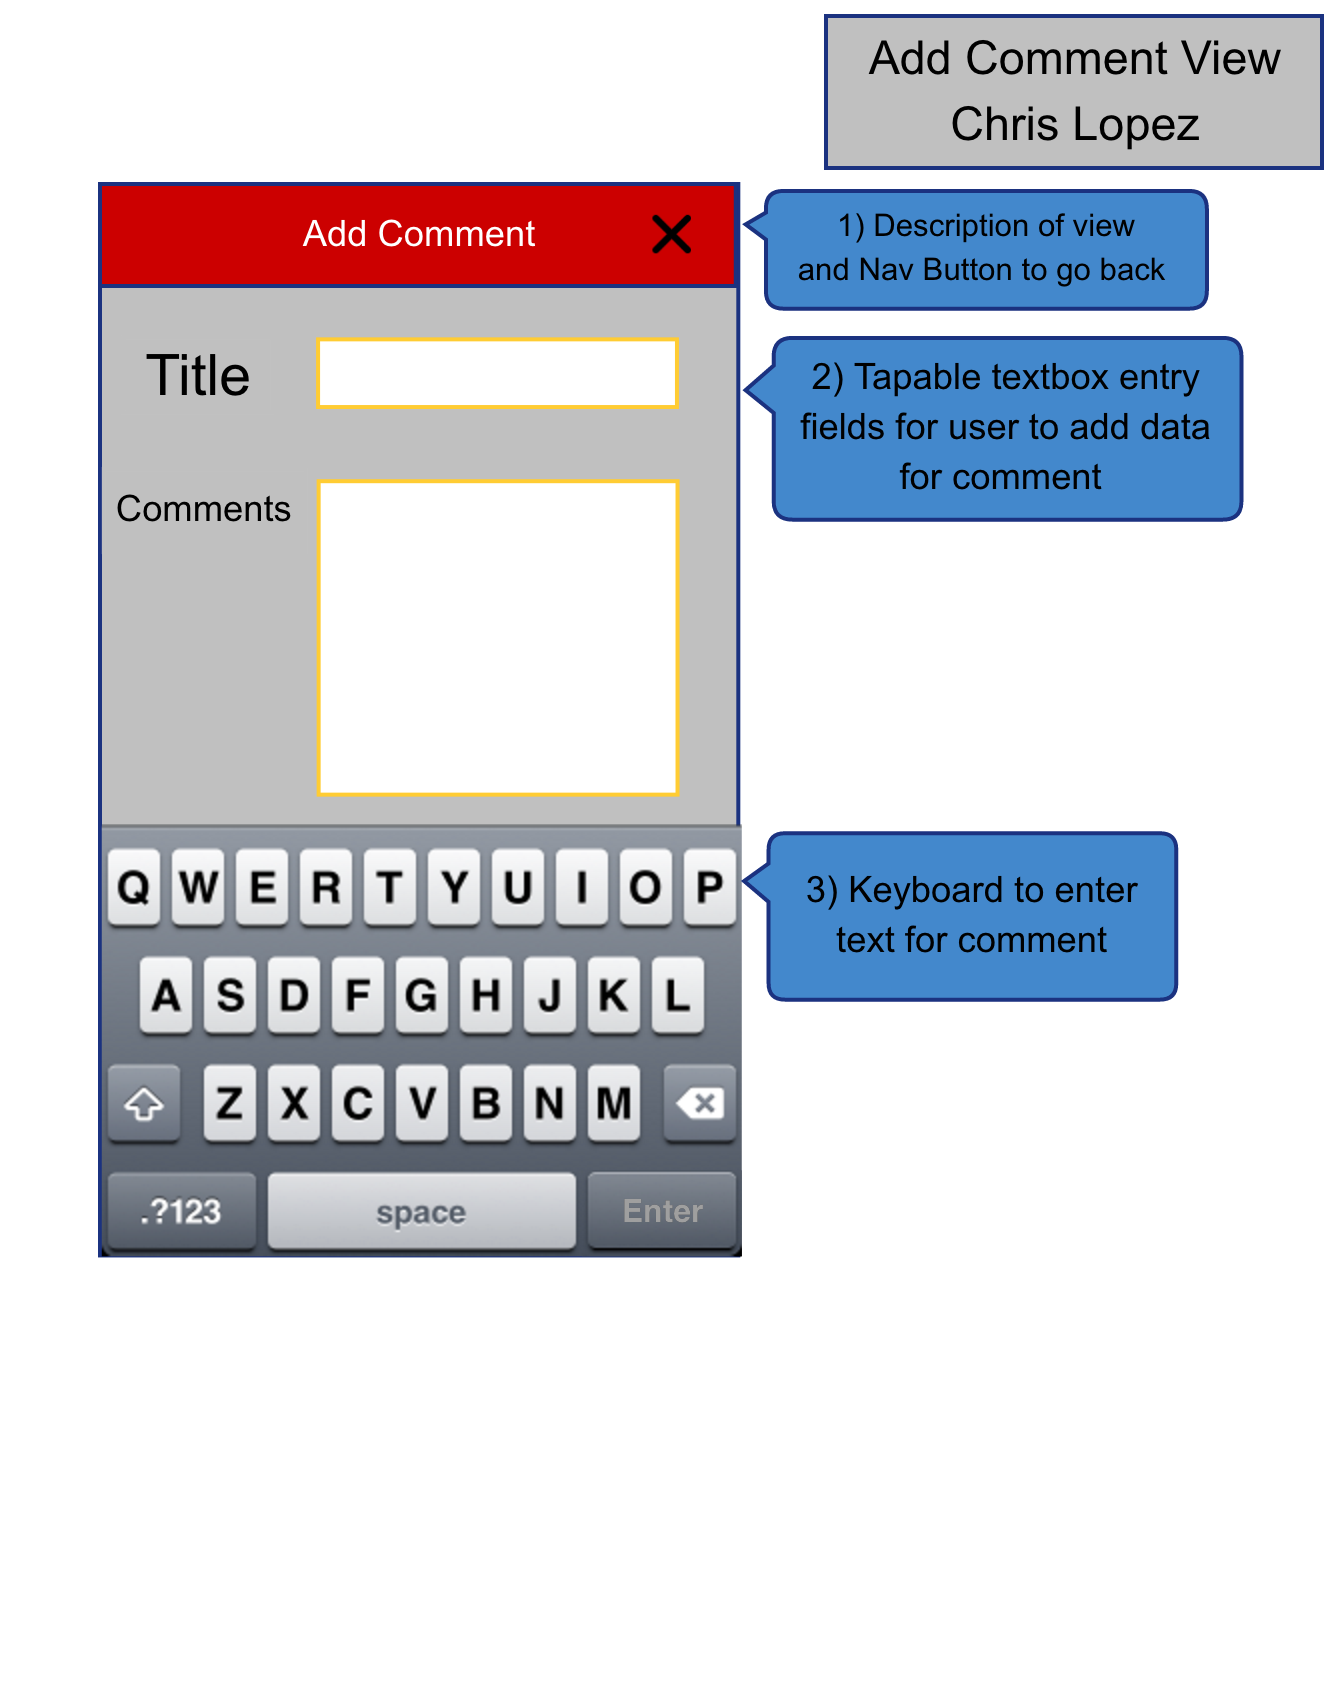 Add Comment View
Chris Lopez
Add Comment
1) Description of view
and Nav Button to go back
Title
2) Tapable textbox entry
fields for user to add data
for comment
Comments
Q W E R T Y U I O P
3) Keyboard to enter
text for comment
A S D F G H J K L
Z X C V B N M
.?123 space Enter